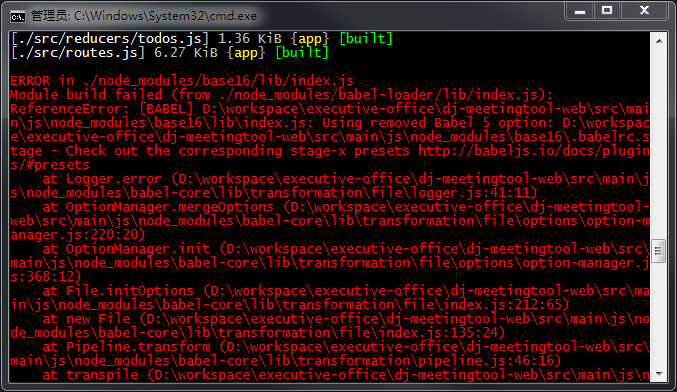 管理员: C:\Windows\System32\cmd.exe
[./src/reducers/todos.js] 1.36 KiB {app} [built]
[./src/routes.js] 6.27 KiB {app} [built]
ERROR in ./node_modules/base16/lib/index.js
Module build failed (from ./node_modules/babel-loader/lib/index.js):
ReferenceError: [BABEL] D:\workspace\executive-office\dj-meetingtool-web\src\mai
n\js\node_modules\base16\lib\index.js: Using removed Babel 5 option: D:\workspac
e\executive-office\dj-meetingtool-web\src\main\js\node_modules\base16\.babelrc.s
tage - Check out the corresponding stage-x presets http://babeljs.io/docs/plugin
s/#presets
at Logger.error (D:\workspace\executive-office\dj-meetingtool-web\src\main\j
s\node_modules\babel-core\lib\transformation\file\logger.js:41:11)
at OptionManager.mergeOptions (D:\workspace\executive-office\dj-meetingtool-
web\src\main\js\node_modules\babel-core\lib\transformation\file\options\option-m
anager.js:220:20)
at OptionManager.init (D:\workspace\executive-office\dj-meetingtool-web\src\
main\js\node_modules\babel-core\lib\transformation\file\options\option-manager.j
s:368:12)
at File.initOptions (D:\workspace\executive-office\dj-meetingtool-web\src\ma
in\js\node_modules\babel-core\lib\transformation\file\index.js:212:65)
at new File (D:\workspace\executive-office\dj-meetingtool-web\src\main\js\no
de_modules\babel-core\lib\transformation\file\index.js:135:24)
at Pipeline.transform (D:\workspace\executive-office\dj-meetingtool-web\src\
main\js\node_modules\babel-core\lib\transformation\pipeline.js:46:16)
at transpile (D:\workspace\executive-office\dj-meetingtool-web\src\main\js\n